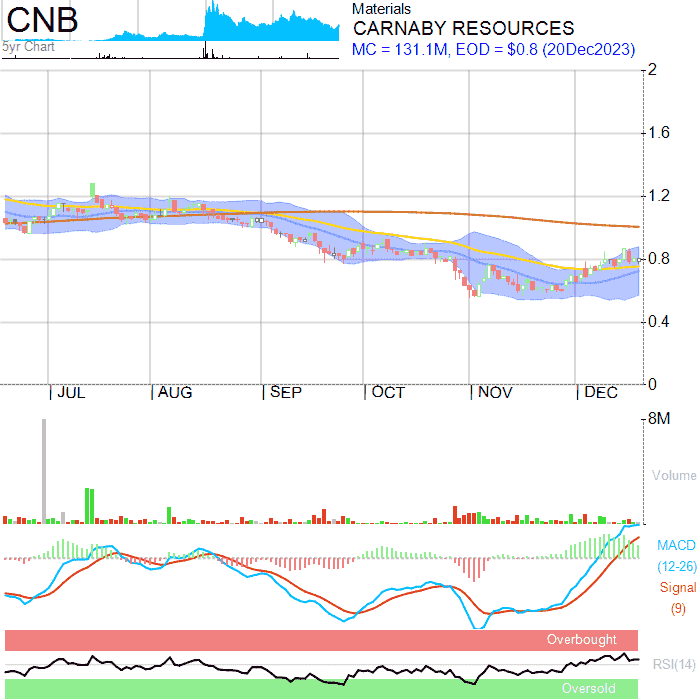 CNB
5yr Chart
Materials
CARNABY RESOURCES
MC = 131.1M, EOD = $0.8 (20Dec2023)
2
1.6
1.2
0.8
0.4
0
JUL AUG SEP OCT NOV DEC
8M
Volume
MACD
(12-26)
Signal
(9)
Overbought
RSI(14)
Oversold